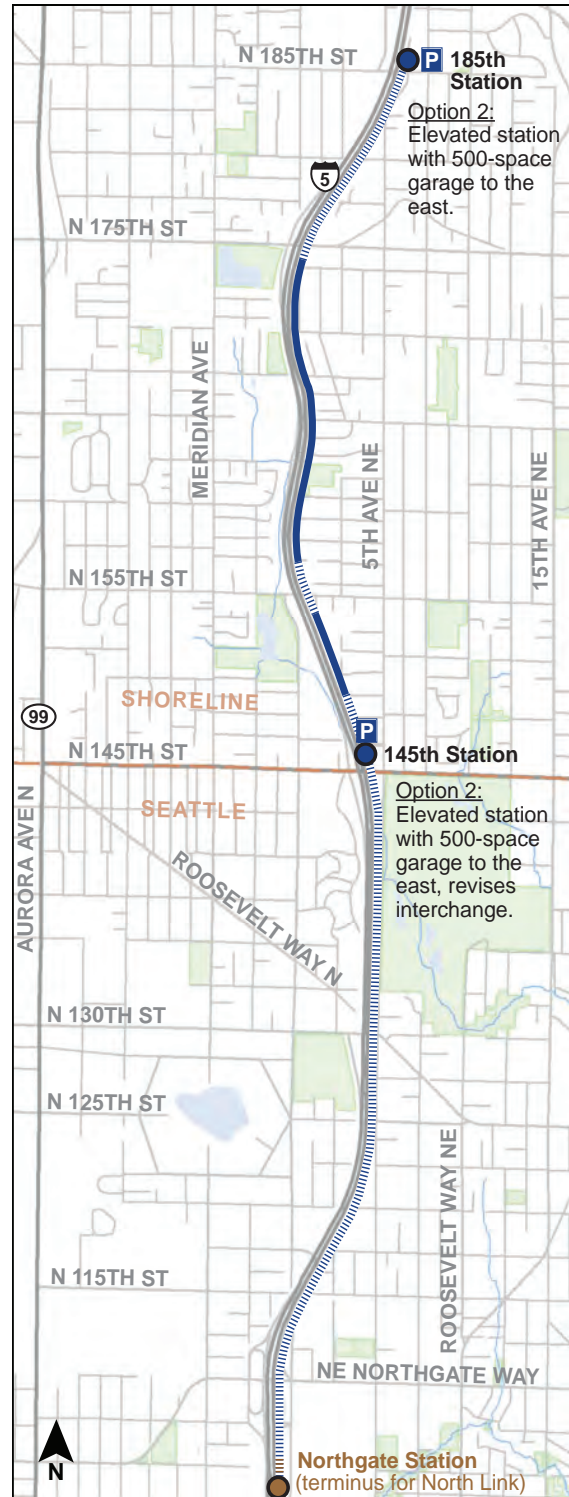 N 185TH ST
P
185th
Station
Option 2:
Elevated station
with 500-space
garage to the
east.
5
N 175TH ST
MERIDIAN AVE
5TH AVE NE
15TH AVE NE
N 155TH ST
SHORELINE
99
P
N 145TH ST
145th Station
SEATTLE
Option 2:
Elevated station
with 500-space
garage to the
east, revises
interchange.
AURORA AVE N
ROOSEVELT WAY N
N 130TH ST
N 125TH ST
ROOSEVELT WAY NE
N 115TH ST
NE NORTHGATE WAY
N
Northgate Station
(terminus for North Link)